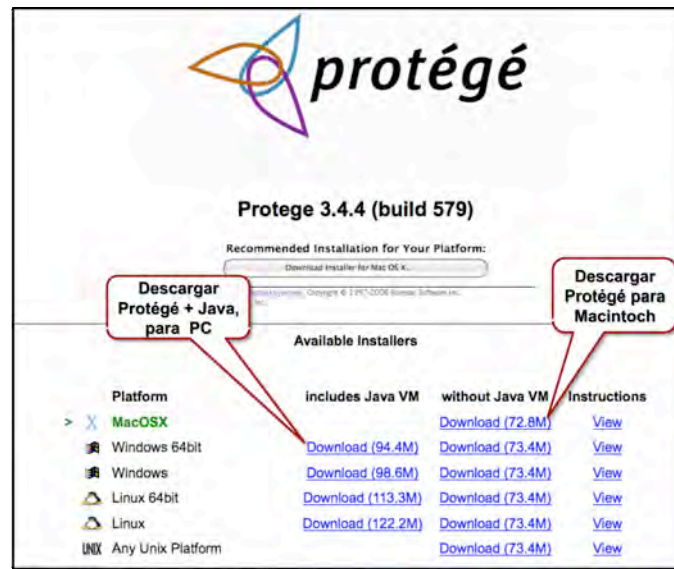 protégé
Protege 3.4.4 (build 579)
Recommended Installation for Your Platform:
Download Installer for Mac OS X...
Descargar
Protégé + Java,
para PC
Descargar
Protégé para
Macintoch
Copyright ©
Software Inc.
Available Installers
Platform includes Java VM without Java VM Instructions
> X MacOSX Download (72.8M) View
Windows 64bit Download (94.4M) Download (73.4M) View
Windows Download (98.6M) Download (73.4M) View
Linux 64bit Download (113.3M) Download (73.4M) View
Linux Download (122.2M) Download (73.4M) View
UNIX Any Unix Platform Download (73.4M) View